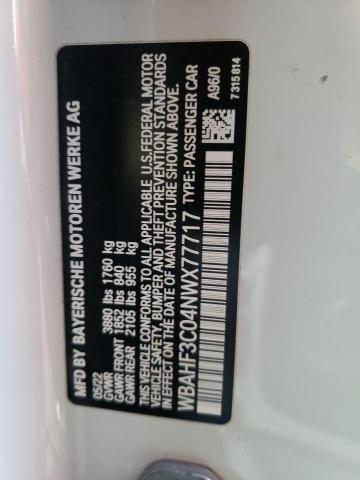 MFD BY BAYERISCHE MOTOREN WERKE AG
05/22
GVWR 3880 lbs 1760 kg
GAWR FRONT 1852 lbs 840 kg
GAWR REAR 2105 lbs 955 kg
THIS VEHICLE CONFORMS TO ALL APPLICABLE U.S.FEDERAL MOTOR
VEHICLE SAFETY, BUMPER AND THEFT PREVENTION STANDARDS
IN EFFECT ON THE DATE OF MANUFACTURE SHOWN ABOVE.
WBAHF3C04NWX77717 TYPE: PASSENGER CAR
A96/0
7315814